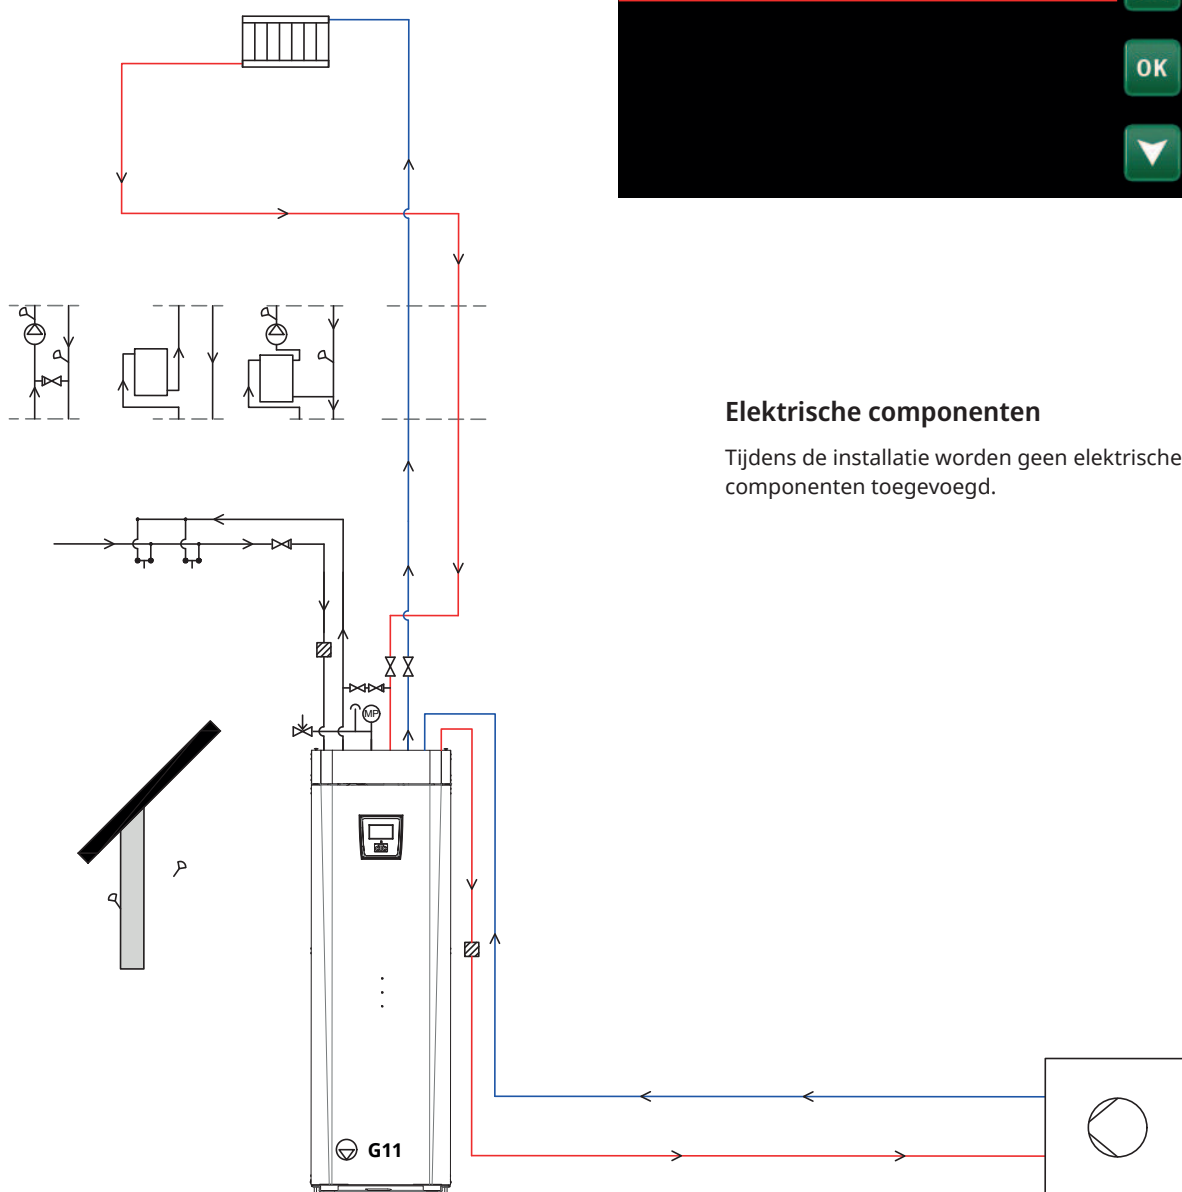 OK
Elektrische componenten
Tijdens de installatie worden geen elektrische
componenten toegevoegd.
MP
G11